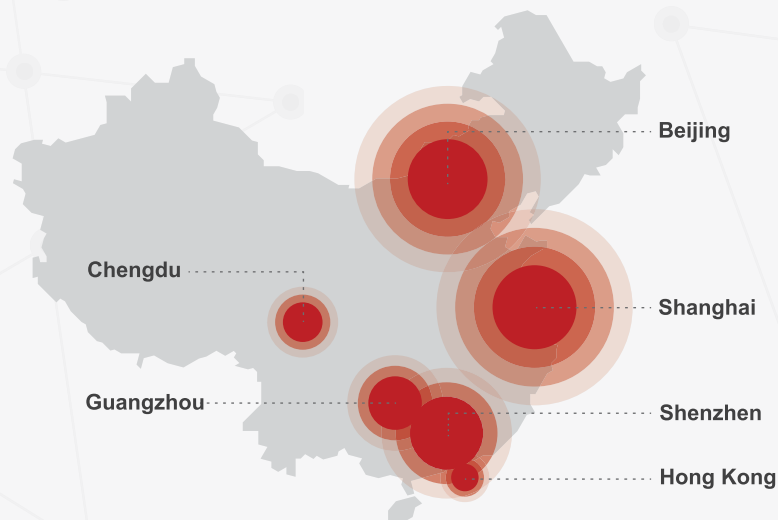 Beijing
Chengdu
Shanghai
Guangzhou
Shenzhen
Hong Kong